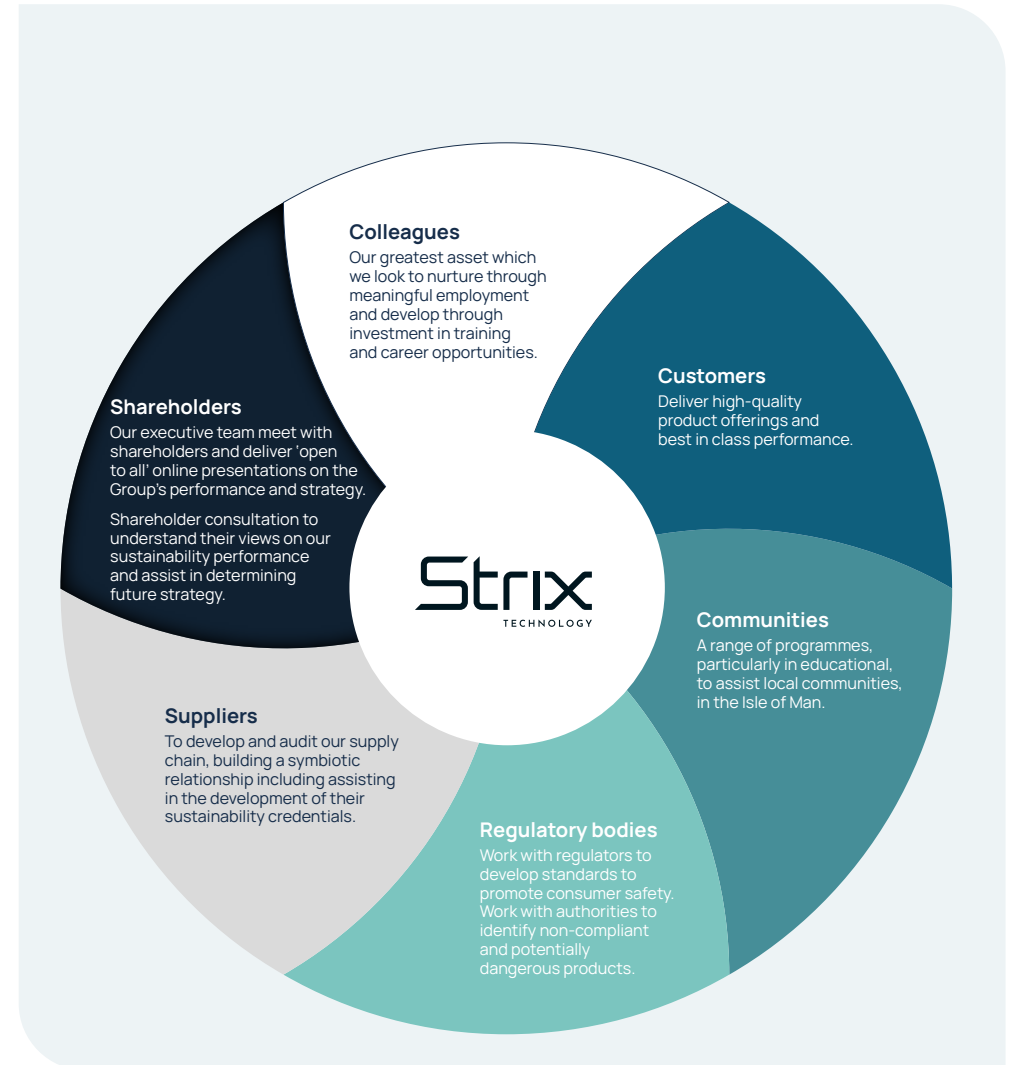 Colleagues
Our greatest asset which
we look to nurture through
meaningful employment
and develop through
investment in training
and career opportunities.
Customers
Deliver high-quality
product offerings and
best in class performance.
Communities
A range of programmes,
particularly in educational,
to assist local communities,
in the Isle of Man.
Regulatory bodies
Work with regulators to
develop standards to
promote consumer safety.
Work with authorities to
identify non-compliant
and potentially
dangerous products.
Suppliers
To develop and audit our supply
chain, building a symbiotic
relationship including assisting
in the development of their
sustainability credentials.
Shareholders
Our executive team meet with
shareholders and deliver ‘open
to all’ online presentations on the
Group’s performance and strategy.
Shareholder consultation to
understand their views on our
sustainability performance
and assist in determining
future strategy.
Strix
TECHNOLOGY